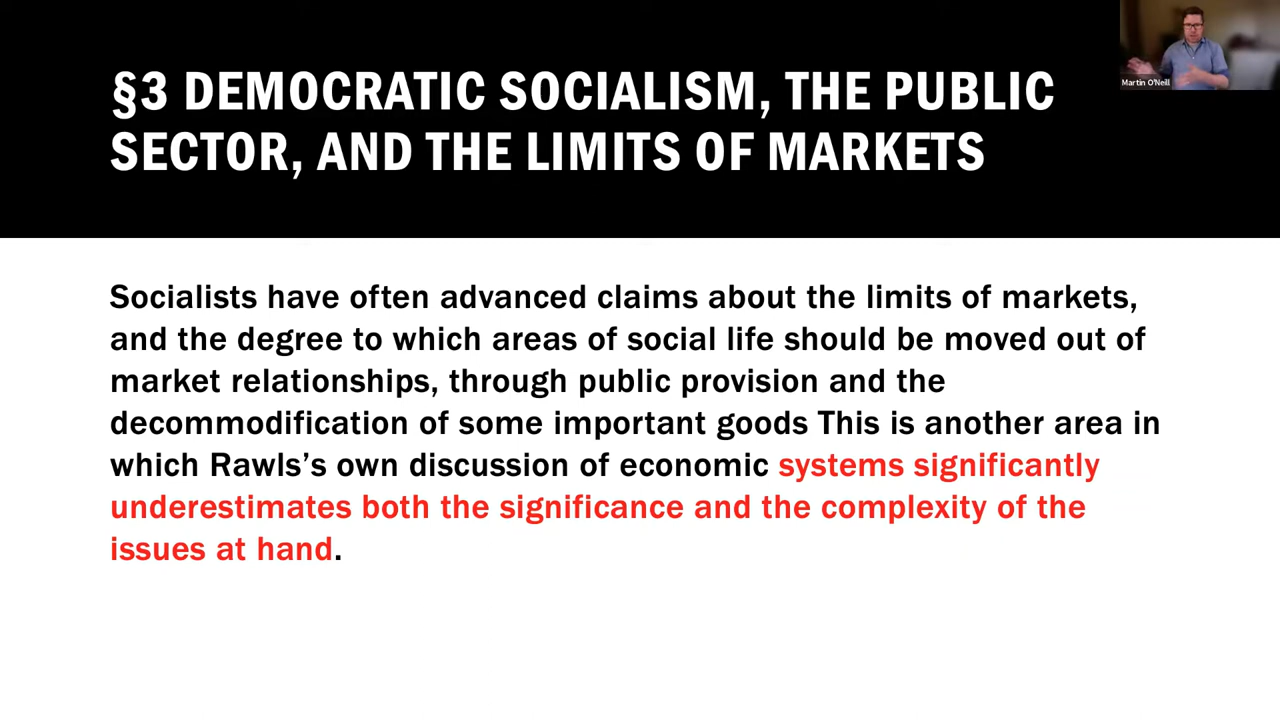 §3 DEMOCRATIC SOCIALISM, THE PUBLIC
SECTOR, AND THE LIMITS OF MARKETS
Martin O'Neill
Socialists have often advanced claims about the limits of markets,
and the degree to which areas of social life should be moved out of
market relationships, through public provision and the
decommodification of some important goods This is another area in
which Rawls’s own discussion of economic systems significantly
underestimates both the significance and the complexity of the
issues at hand.